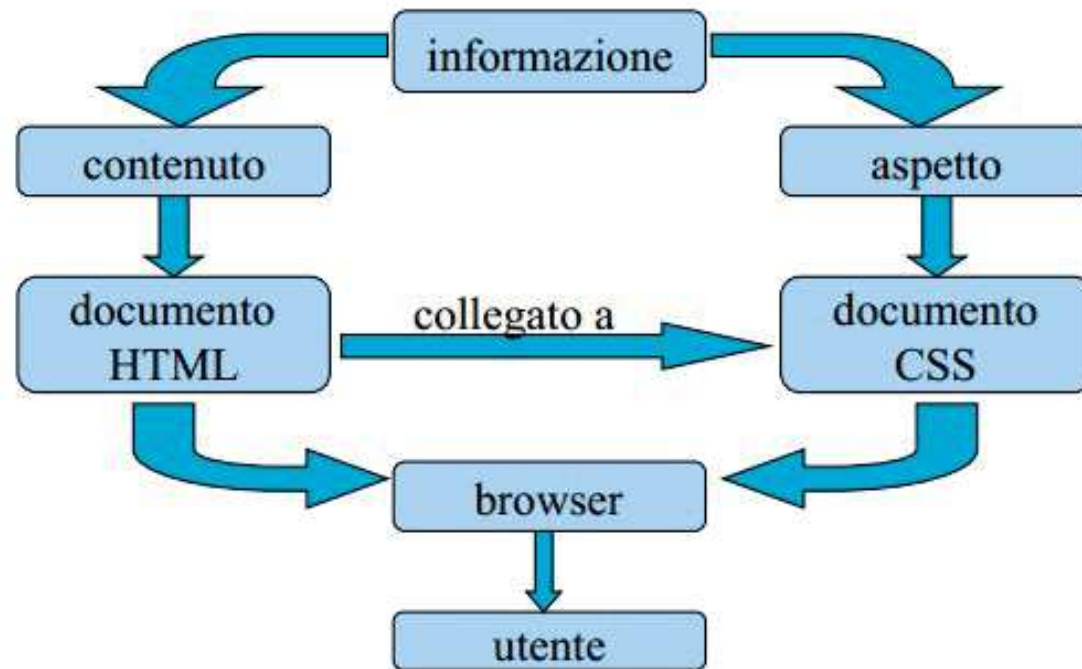 informazione
contenuto
aspetto
documento
HTML
collegato a
documento
CSS
browser
utente